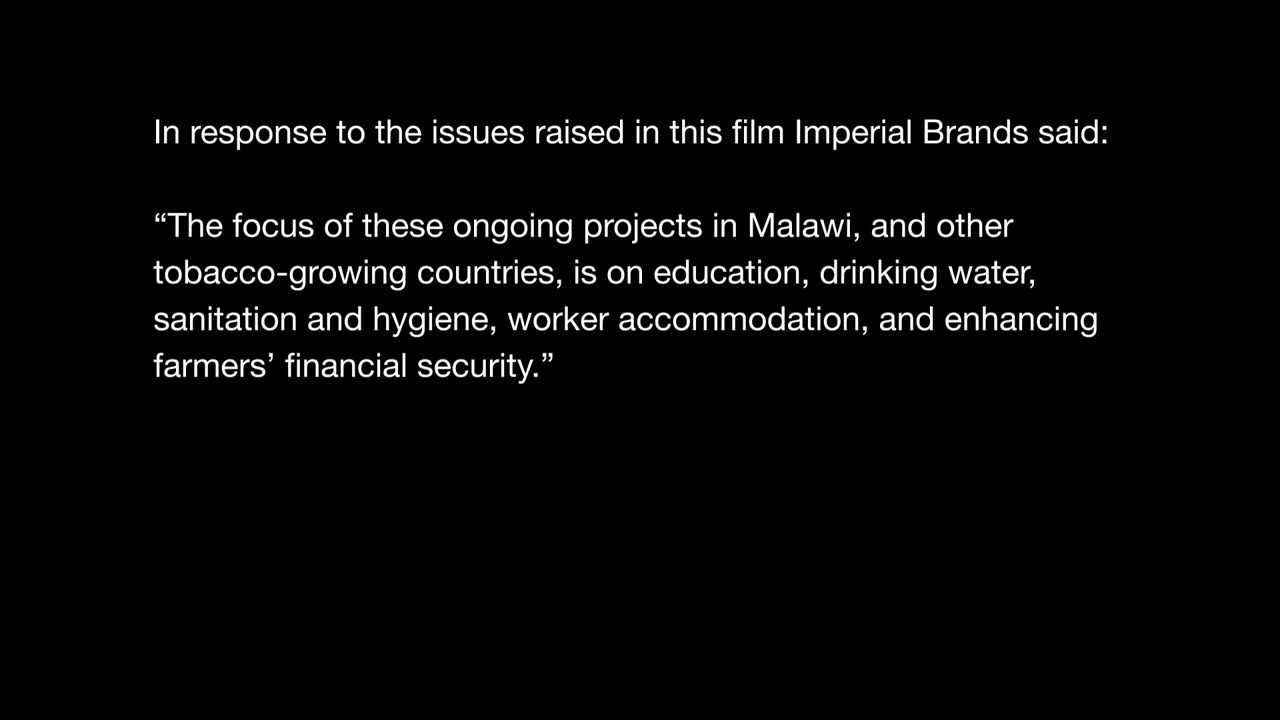 In response to the issues raised in this film Imperial Brands said:
“The focus of these ongoing projects in Malawi, and other
tobacco-growing countries, is on education, drinking water,
sanitation and hygiene, worker accommodation, and enhancing
farmers’ financial security.”